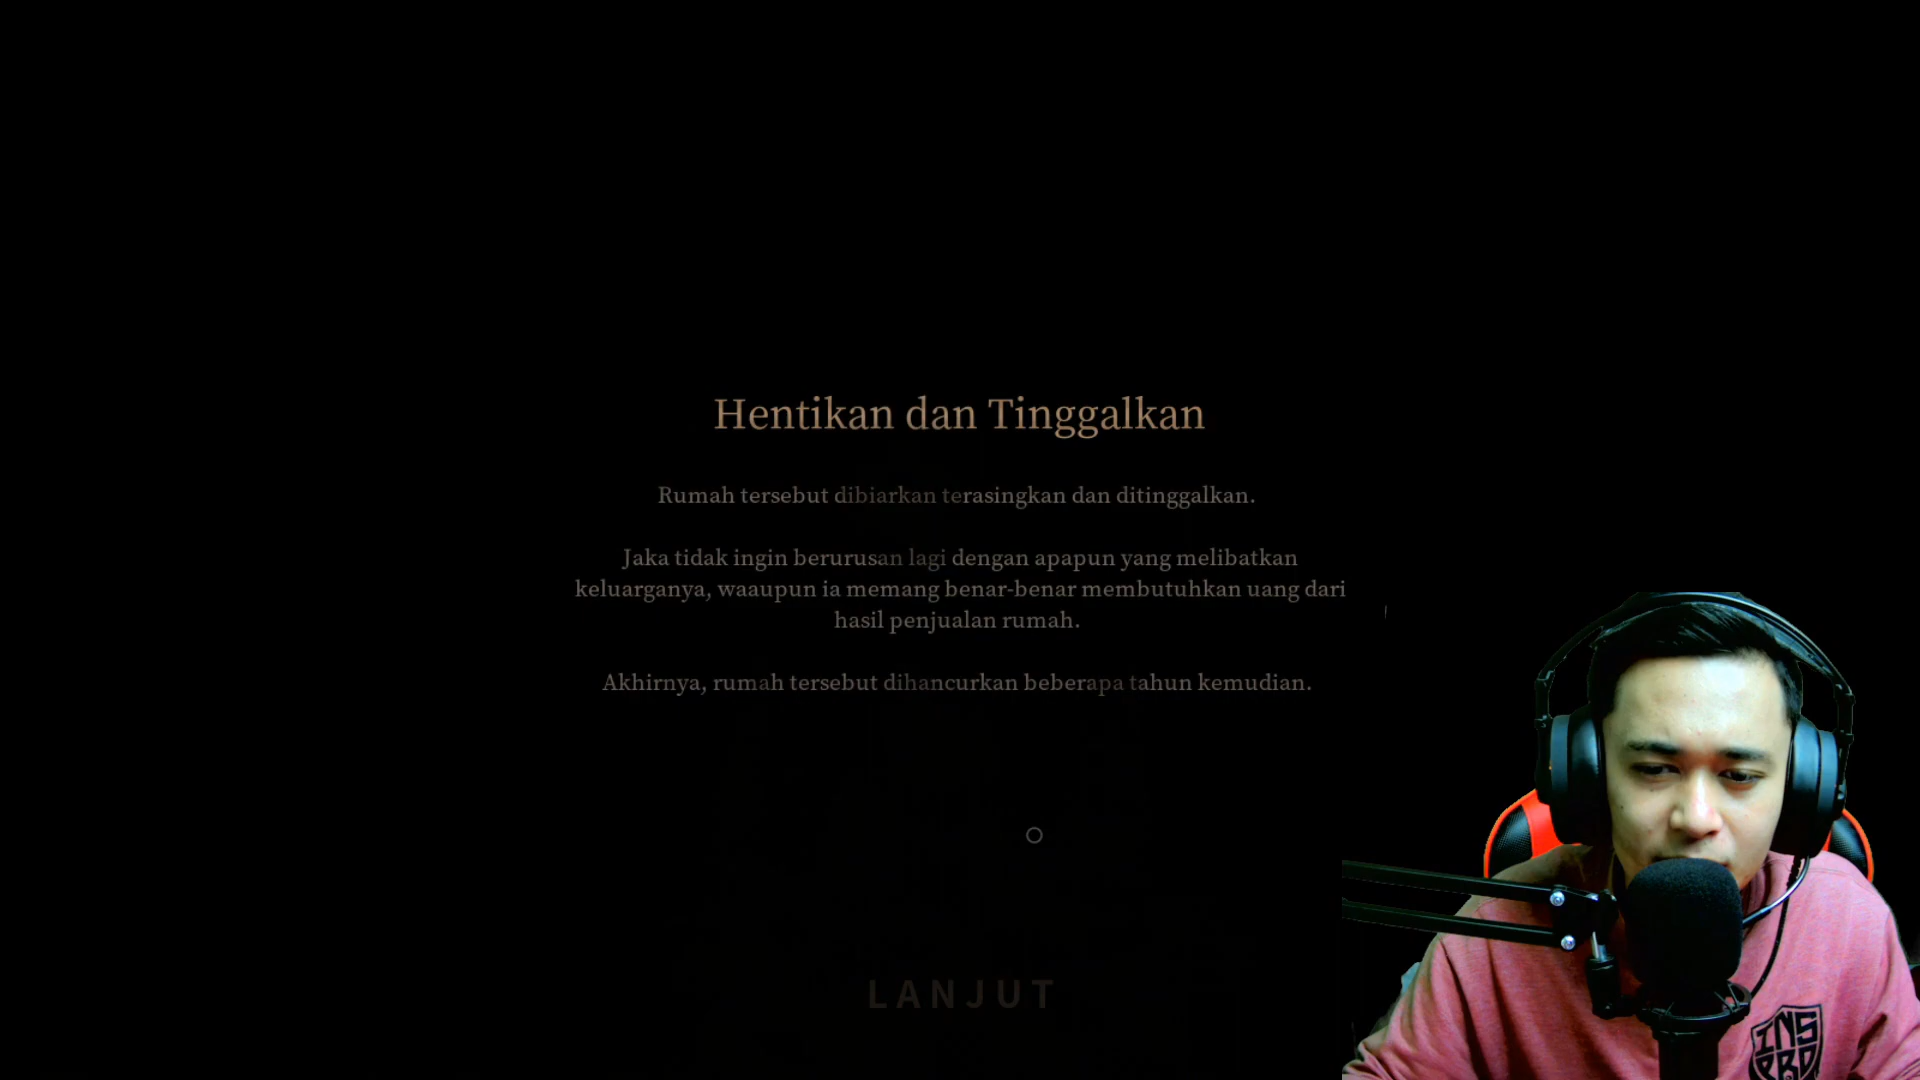 Hentikan dan Tinggalkan
Rumah tersebut dibiarkan terasingkan dan ditinggalkan.
Jaka tidak ingin berurusan lagi dengan apapun yang melibatkan
keluarganya, waaupun ia memang benar-benar membutuhkan uang dari
hasil penjualan rumah.
Akhirnya, rumah tersebut dihancurkan beberapa tahun kemudian.
LANJUT
INS
PRD